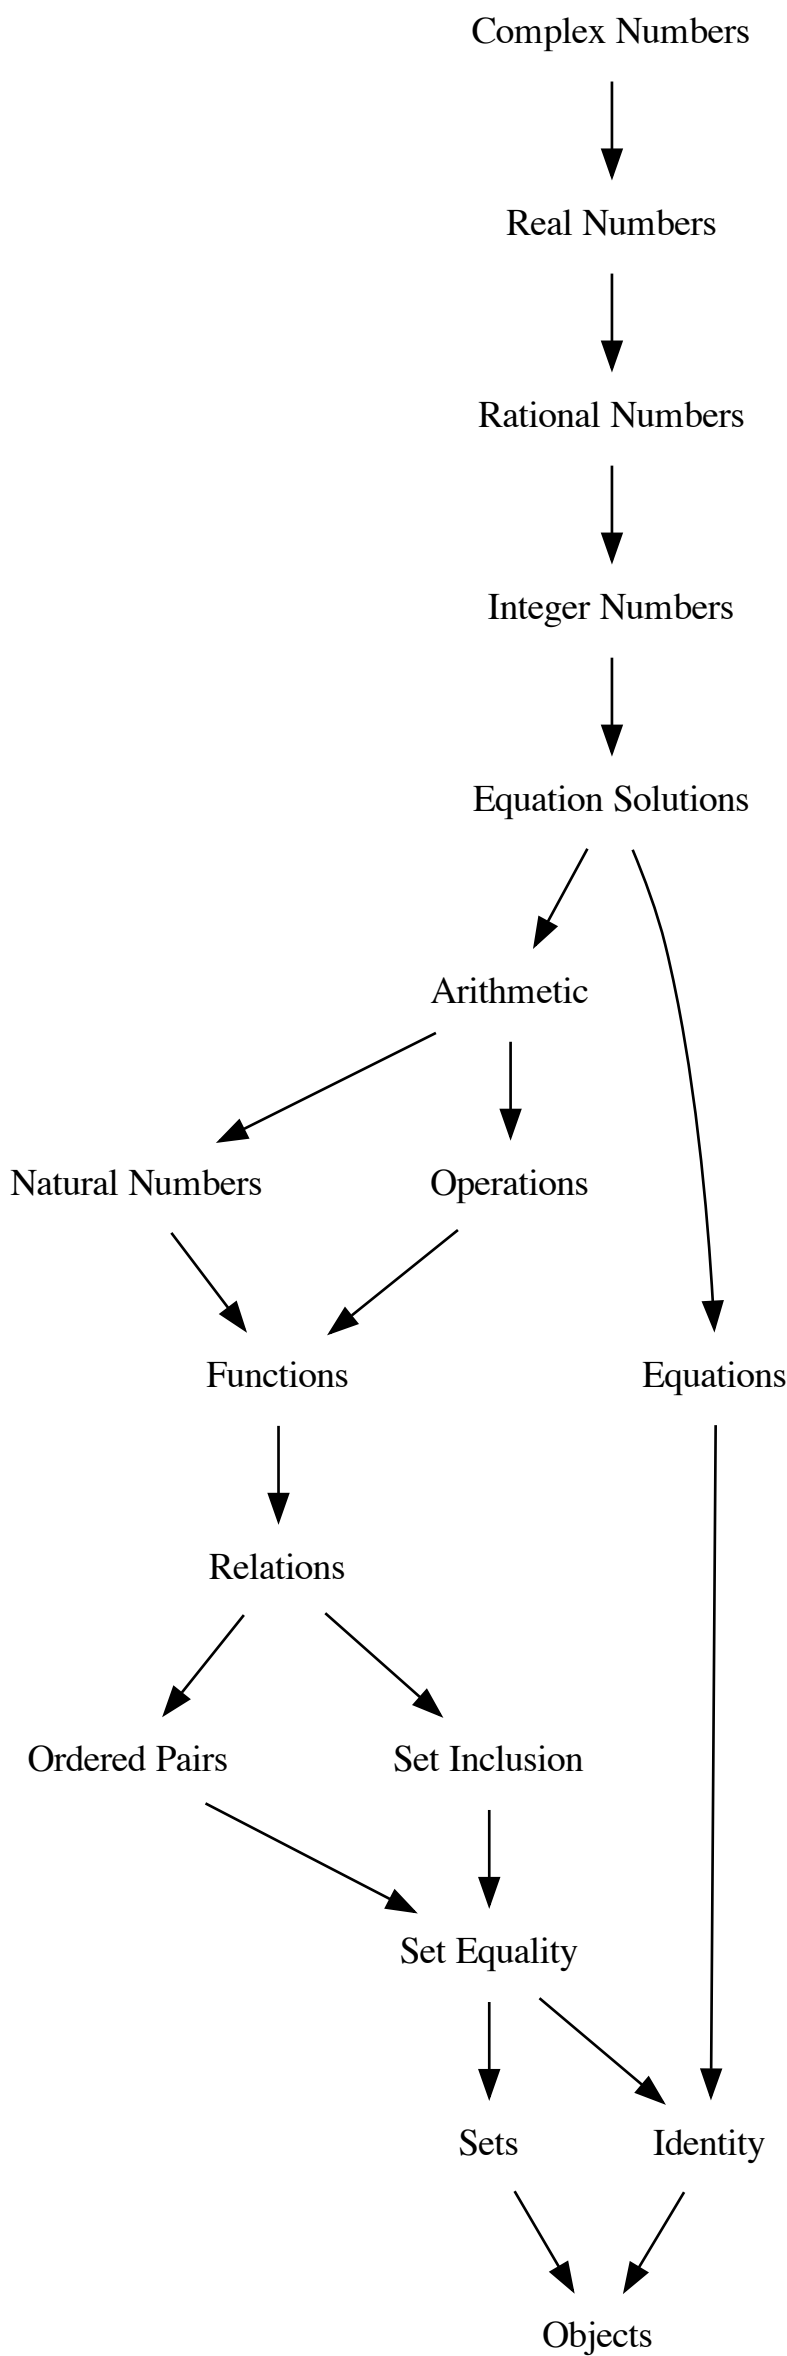 Complex Numbers
Real Numbers
Rational Numbers
Integer Numbers
Equation Solutions
Arithmetic
Natural Numbers
Operations
Functions
Equations
Relations
Ordered Pairs
Set Inclusion
Set Equality
Sets
Identity
Objects